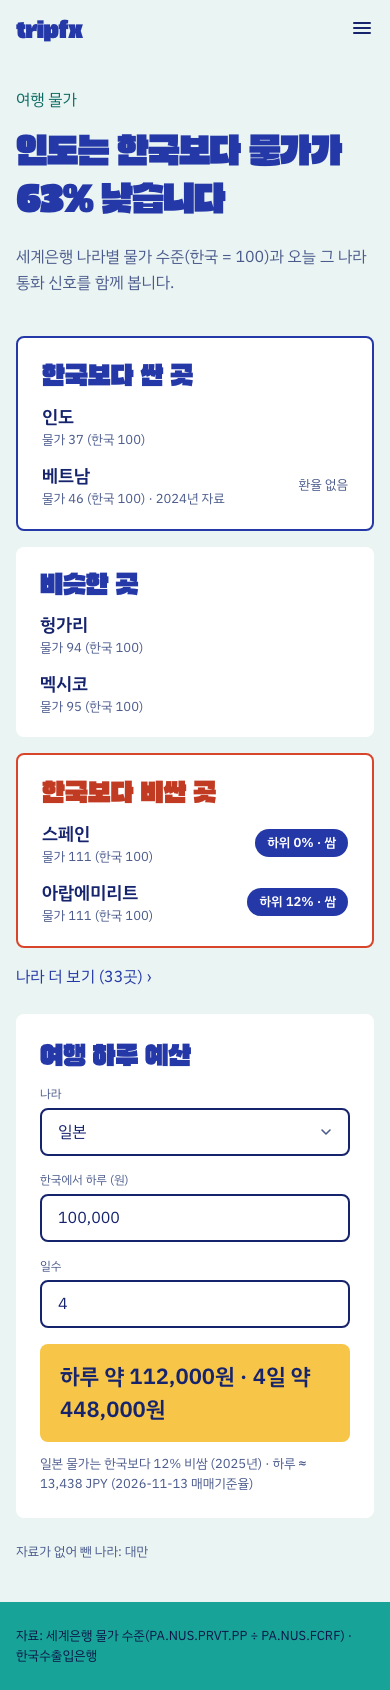 tripfx
여행 물가
인도는 한국보다 물가가
63% 낮습니다
세계은행 나라별 물가 수준(한국 = 100)과 오늘 그 나라
통화 신호를 함께 봅니다.
한국보다 싼 곳
인도
물가 37 (한국 100)
베트남
물가 46 (한국 100) · 2024년 자료
환율 없음
비슷한 곳
헝가리
물가 94 (한국 100)
멕시코
물가 95 (한국 100)
한국보다 비싼 곳
스페인
물가 111 (한국 100)
하위 0% · 쌈
아랍에미리트
물가 111 (한국 100)
하위 12% · 쌈
나라 더 보기 (33곳) ›
여행 하루 예산
나라
일본
한국에서 하루 (원)
100,000
일수
4
하루 약 112,000원 · 4일 약
448,000원
일본 물가는 한국보다 12% 비쌈 (2025년) · 하루 ≈
13,438 JPY (2026-11-13 매매기준율)
자료가 없어 뺀 나라: 대만
자료: 세계은행 물가 수준(PA.NUS.PRVT.PP ÷ PA.NUS.FCRF) ·
한국수출입은행